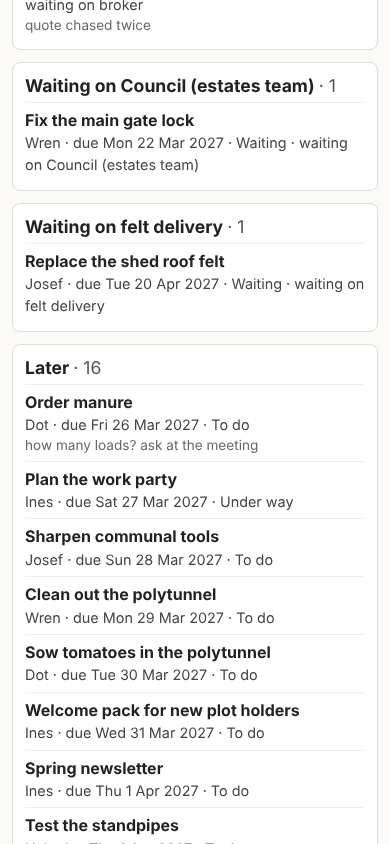 waiting on broker
quote chased twice
Waiting on Council (estates team) · 1
Fix the main gate lock
Wren · due Mon 22 Mar 2027 · Waiting · waiting
on Council (estates team)
Waiting on felt delivery · 1
Replace the shed roof felt
Josef · due Tue 20 Apr 2027 · Waiting · waiting on
felt delivery
Later · 16
Order manure
Dot · due Fri 26 Mar 2027 · To do
how many loads? ask at the meeting
Plan the work party
Ines · due Sat 27 Mar 2027 · Under way
Sharpen communal tools
Josef · due Sun 28 Mar 2027 · To do
Clean out the polytunnel
Wren · due Mon 29 Mar 2027 · To do
Sow tomatoes in the polytunnel
Dot · due Tue 30 Mar 2027 · To do
Welcome pack for new plot holders
Ines · due Wed 31 Mar 2027 · To do
Spring newsletter
Ines · due Thu 1 Apr 2027 · To do
Test the standpipes